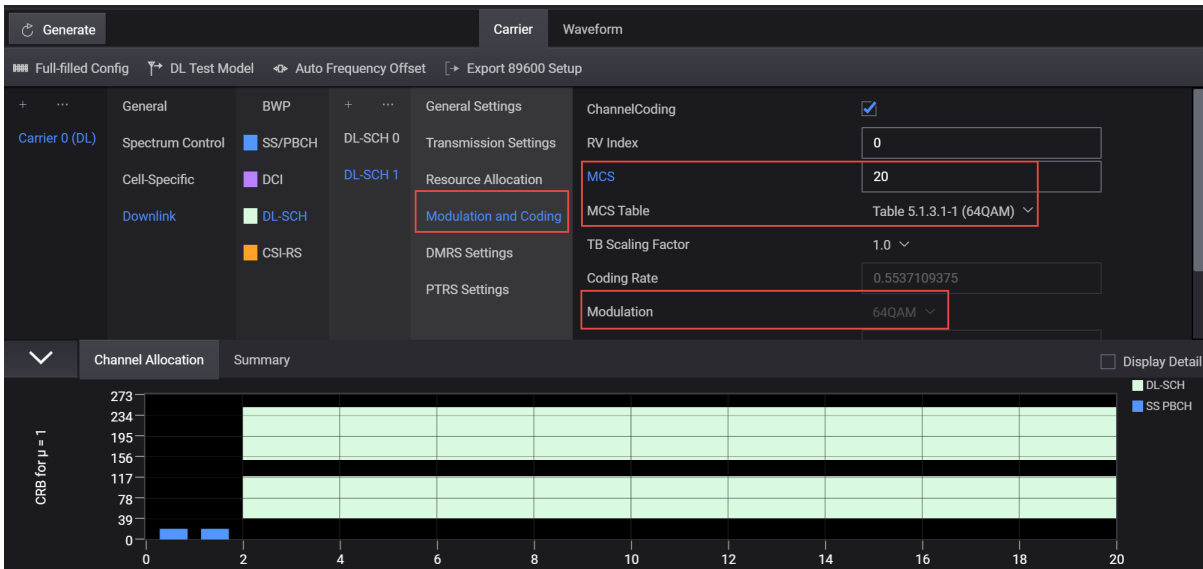 Generate
Carrier Waveform
Full-filled Config DL Test Model Auto Frequency Offset Export 89600 Setup
+ ... General BWP + ... General Settings ChannelCoding
Carrier 0 (DL) Spectrum Control SS/PBCH DL-SCH 0 Transmission Settings RV Index 0
Cell-Specific DCI DL-SCH 1 Resource Allocation MCS 20
Downlink DL-SCH Modulation and Coding MCS Table Table 5.1.3.1-1 (64QAM)
CSI-RS DMRS Settings TB Scaling Factor 1.0
PTRS Settings Coding Rate 0.5537109375
Modulation 64QAM
Channel Allocation Summary Display Detail
DL-SCH
SS PBCH
CRB for μ = 1
273
234
195
156
117
78
39
0
0 2 4 6 8 10 12 14 16 18 20